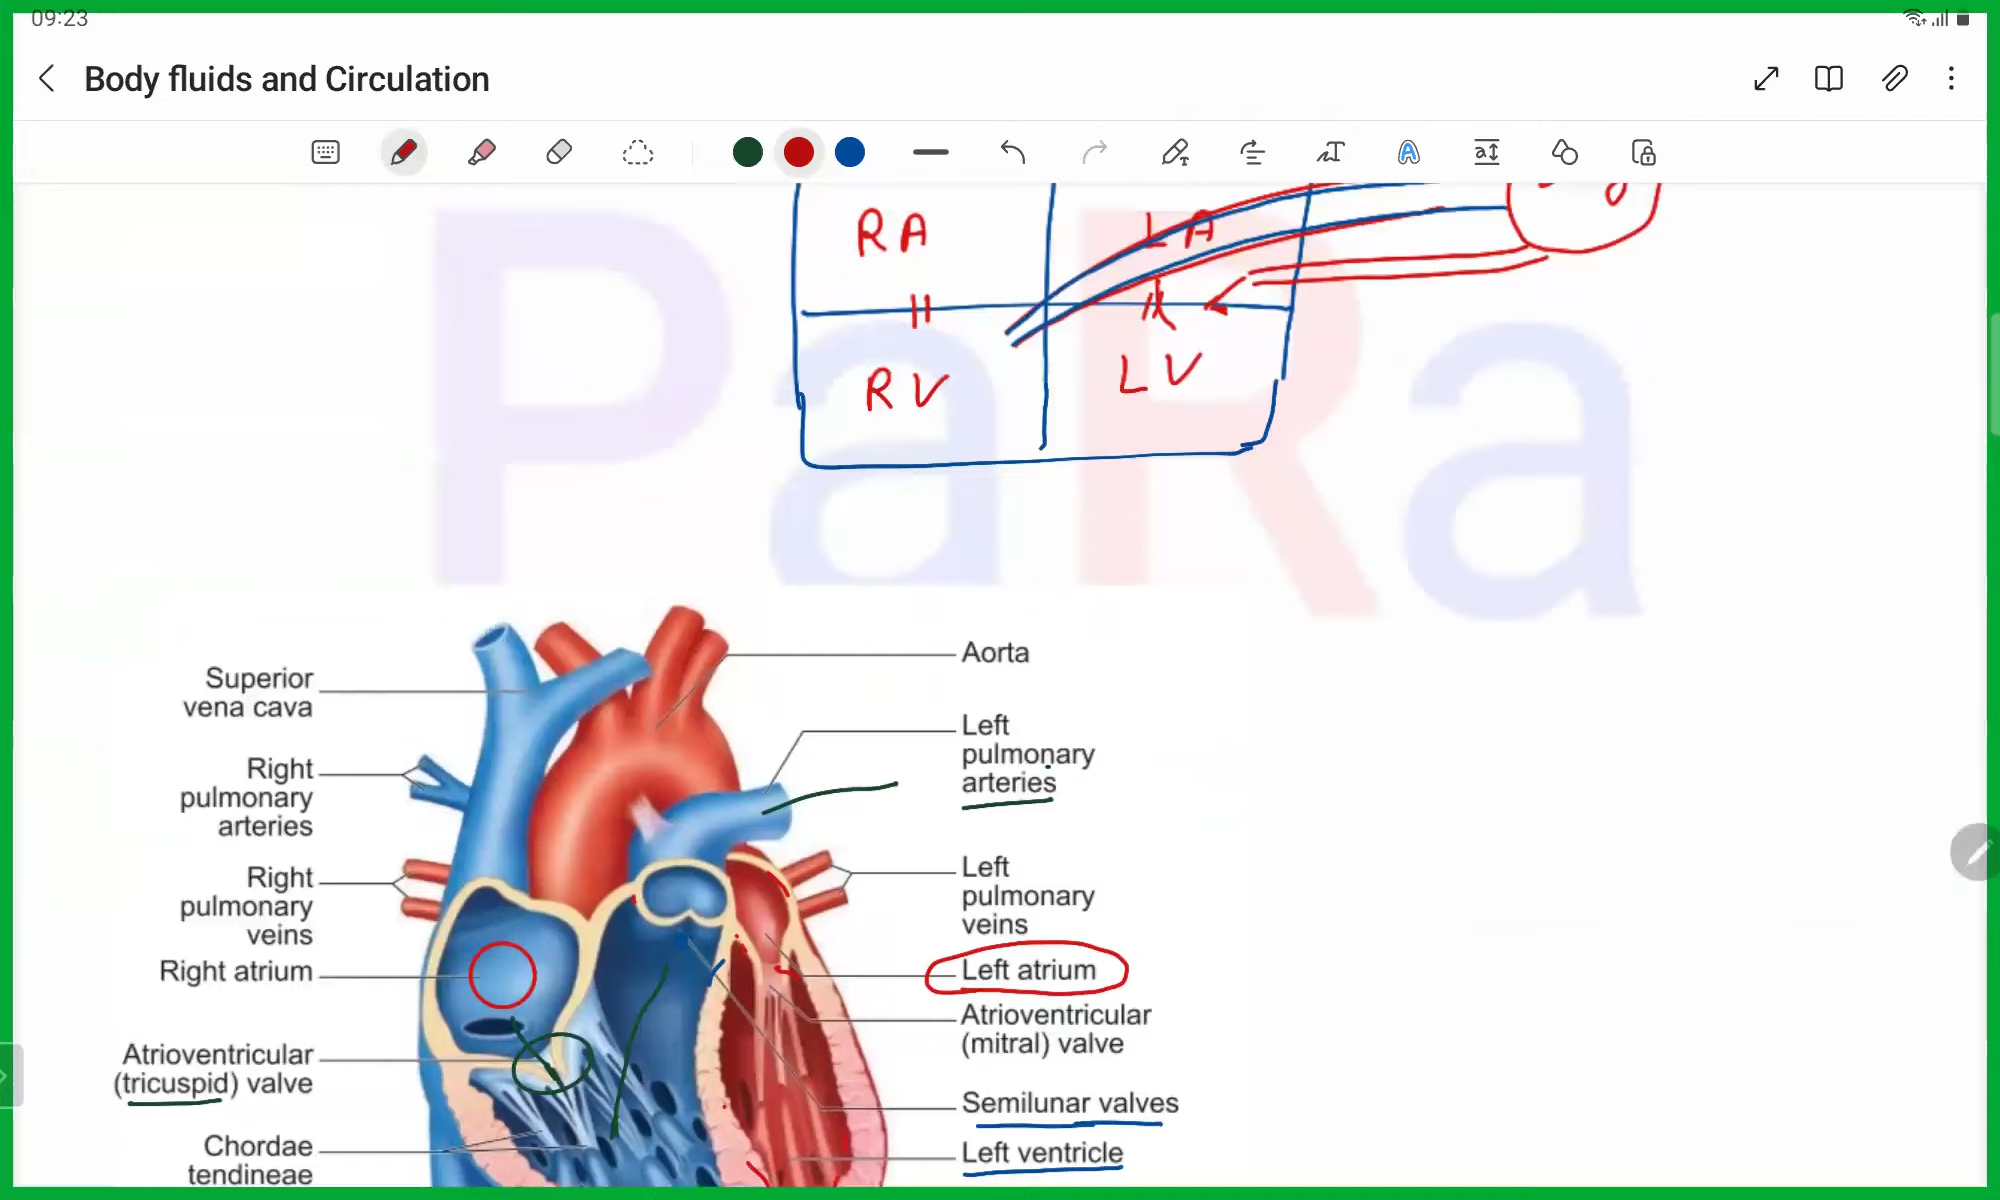 09:23
Body fluids and Circulation
RA
LA
RV
LV
PaRa
Aorta
Superior
vena cava
Left
pulmonary
arteries
Right
pulmonary
arteries
Left
pulmonary
veins
Right
pulmonary
veins
Right atrium
Left atrium
Atrioventricular
(mitral) valve
Atrioventricular
(tricuspid) valve
Semilunar valves
Chordae
tendineae
Left ventricle